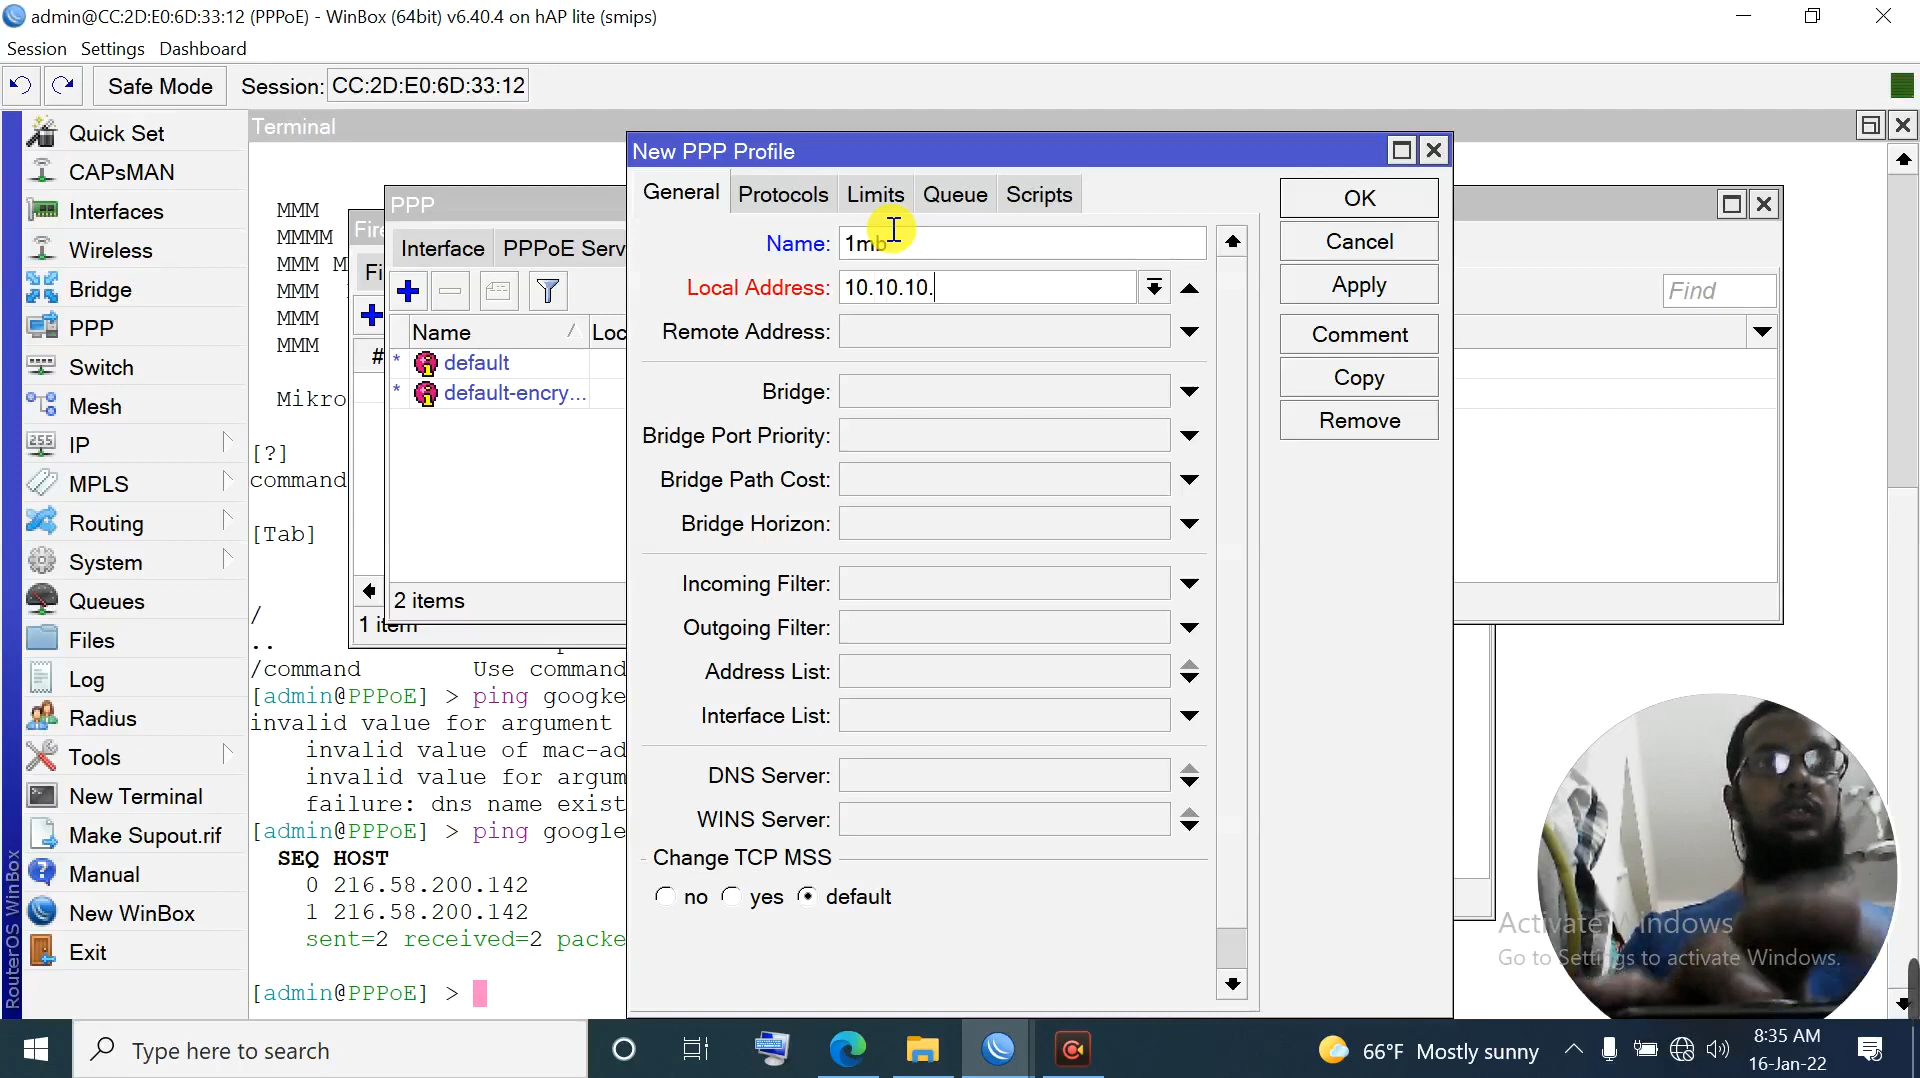 admin@CC:2D:E0:6D:33:12 (PPPoE) - WinBox (64bit) v6.40.4 on hAP lite (smips)
Session Settings Dashboard
Safe Mode Session: CC:2D:E0:6D:33:12
Quick Set
CAPsMAN
Interfaces
Wireless
Bridge
PPP
Switch
Mesh
IP
MPLS
Routing
System
Queues
Files
Log
Radius
Tools
New Terminal
Make Supout.rif
Manual
New WinBox
Exit
RouterOS WinBox
Terminal
MMM
MMMM
MMM M
MMM
MMM
MMM
Mikro
[?]
command
[Tab]
/
..
/command Use command
[admin@PPPoE] > ping googke
invalid value for argument
invalid value of mac-ad
invalid value for argum
failure: dns name exist
[admin@PPPoE] > ping google
SEQ HOST
0 216.58.200.142
1 216.58.200.142
sent=2 received=2 packe
[admin@PPPoE] >
Fire
Fi
#
1 item
PPP
Interface PPPoE Serv
Name Loc
* default
* default-encry...
2 items
Find
New PPP Profile
General Protocols Limits Queue Scripts
Name: 1mb
Local Address: 10.10.10.
Remote Address:
Bridge:
Bridge Port Priority:
Bridge Path Cost:
Bridge Horizon:
Incoming Filter:
Outgoing Filter:
Address List:
Interface List:
DNS Server:
WINS Server:
Change TCP MSS
no yes default
OK
Cancel
Apply
Comment
Copy
Remove
Activate Windows
Go to Settings to activate Windows.
Type here to search
66°F Mostly sunny
8:35 AM
16-Jan-22